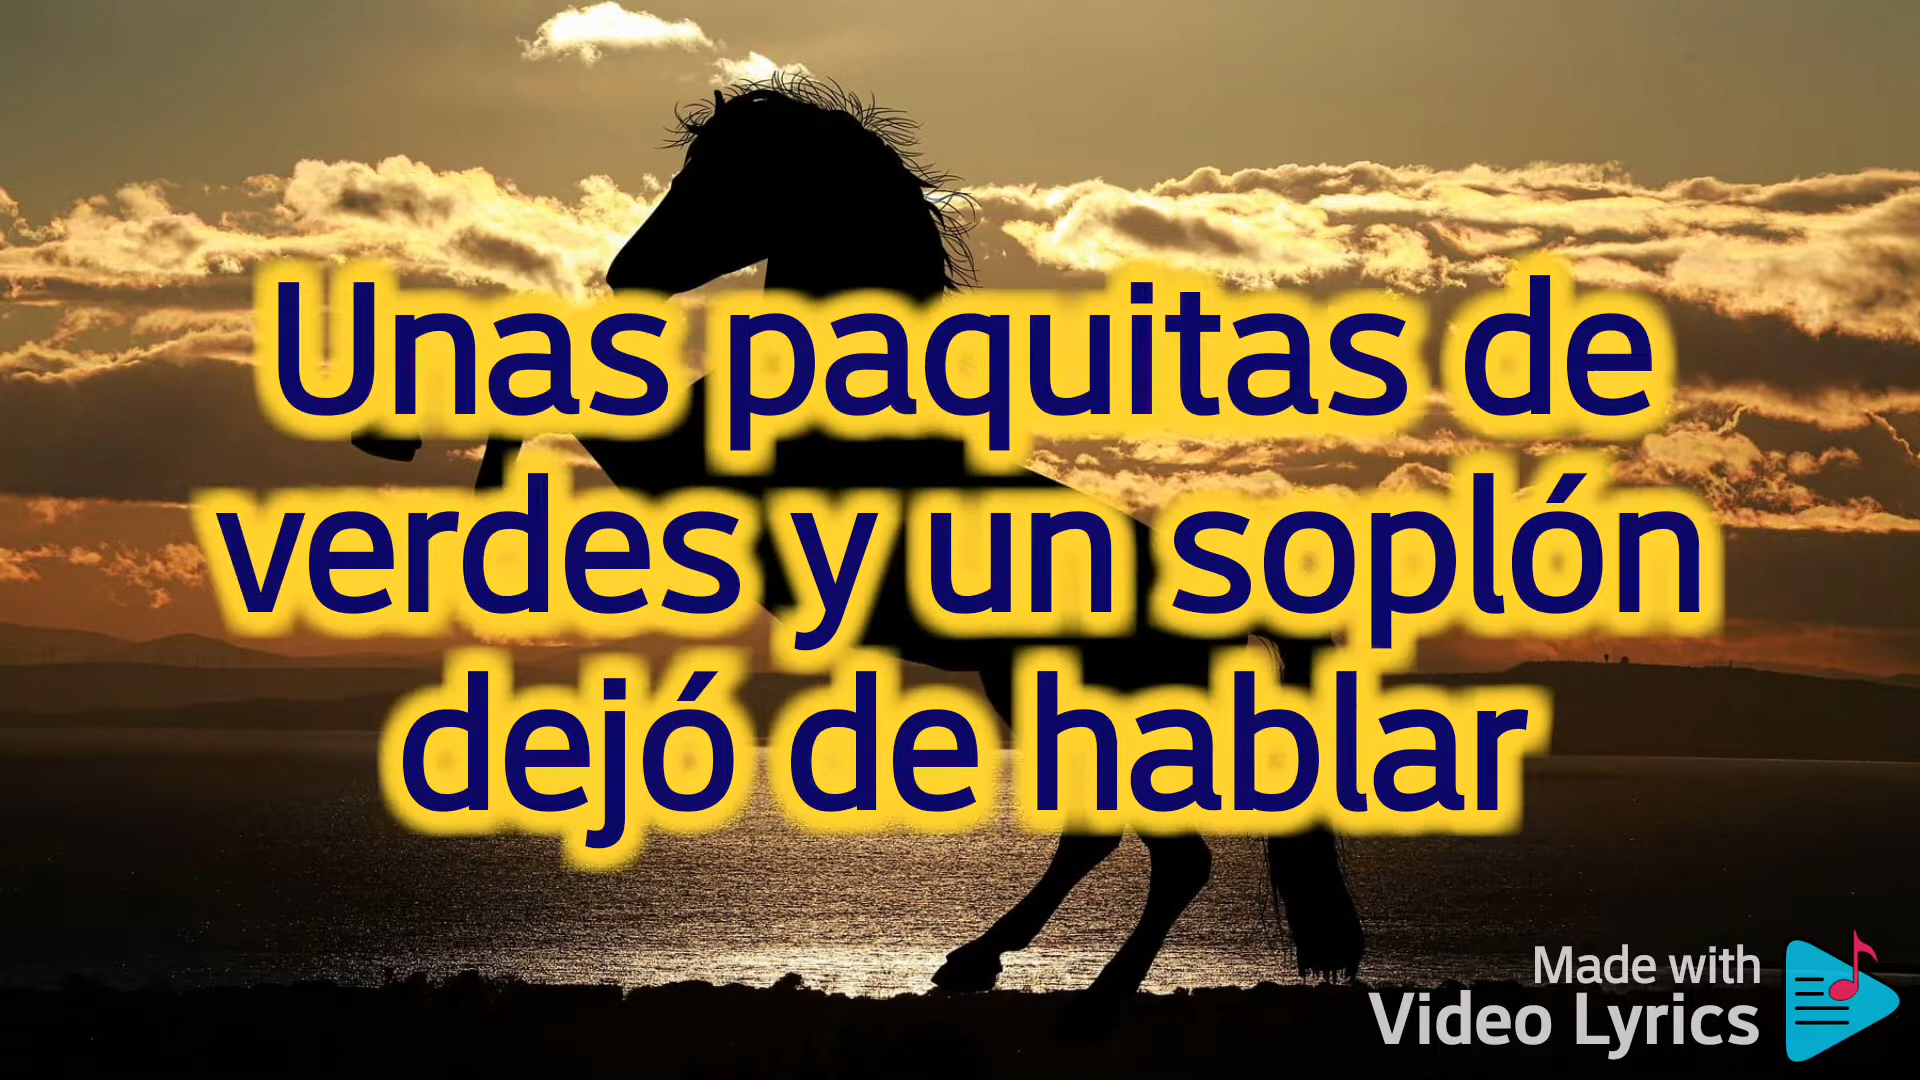 Unas paquitas de
verdes y un soplón
dejó de hablar
Made with
Video Lyrics